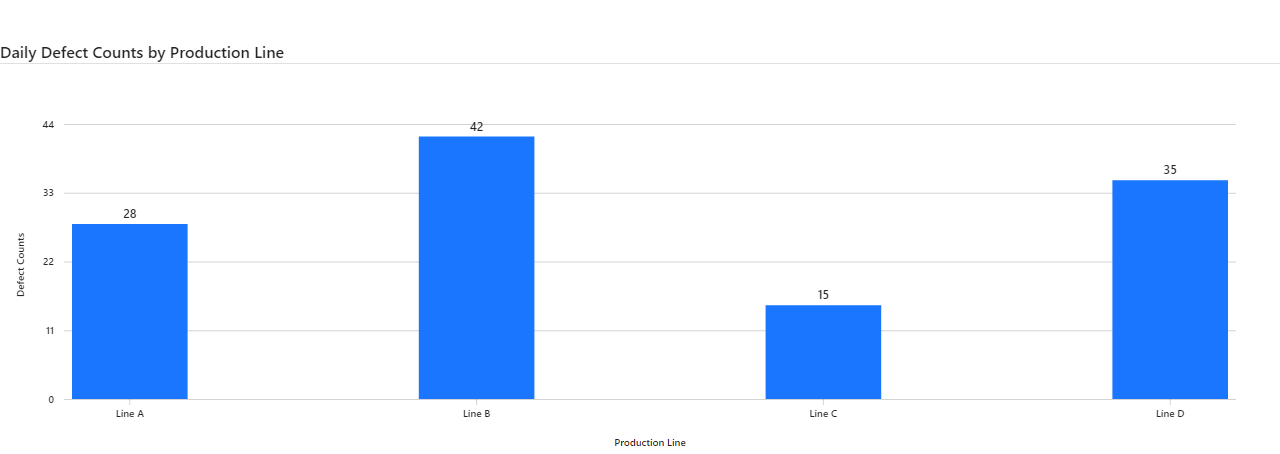 Daily Defect Counts by Production Line
44
33
22
11
0
Defect Counts
28
42
15
35
Line A
Line B
Line C
Line D
Production Line